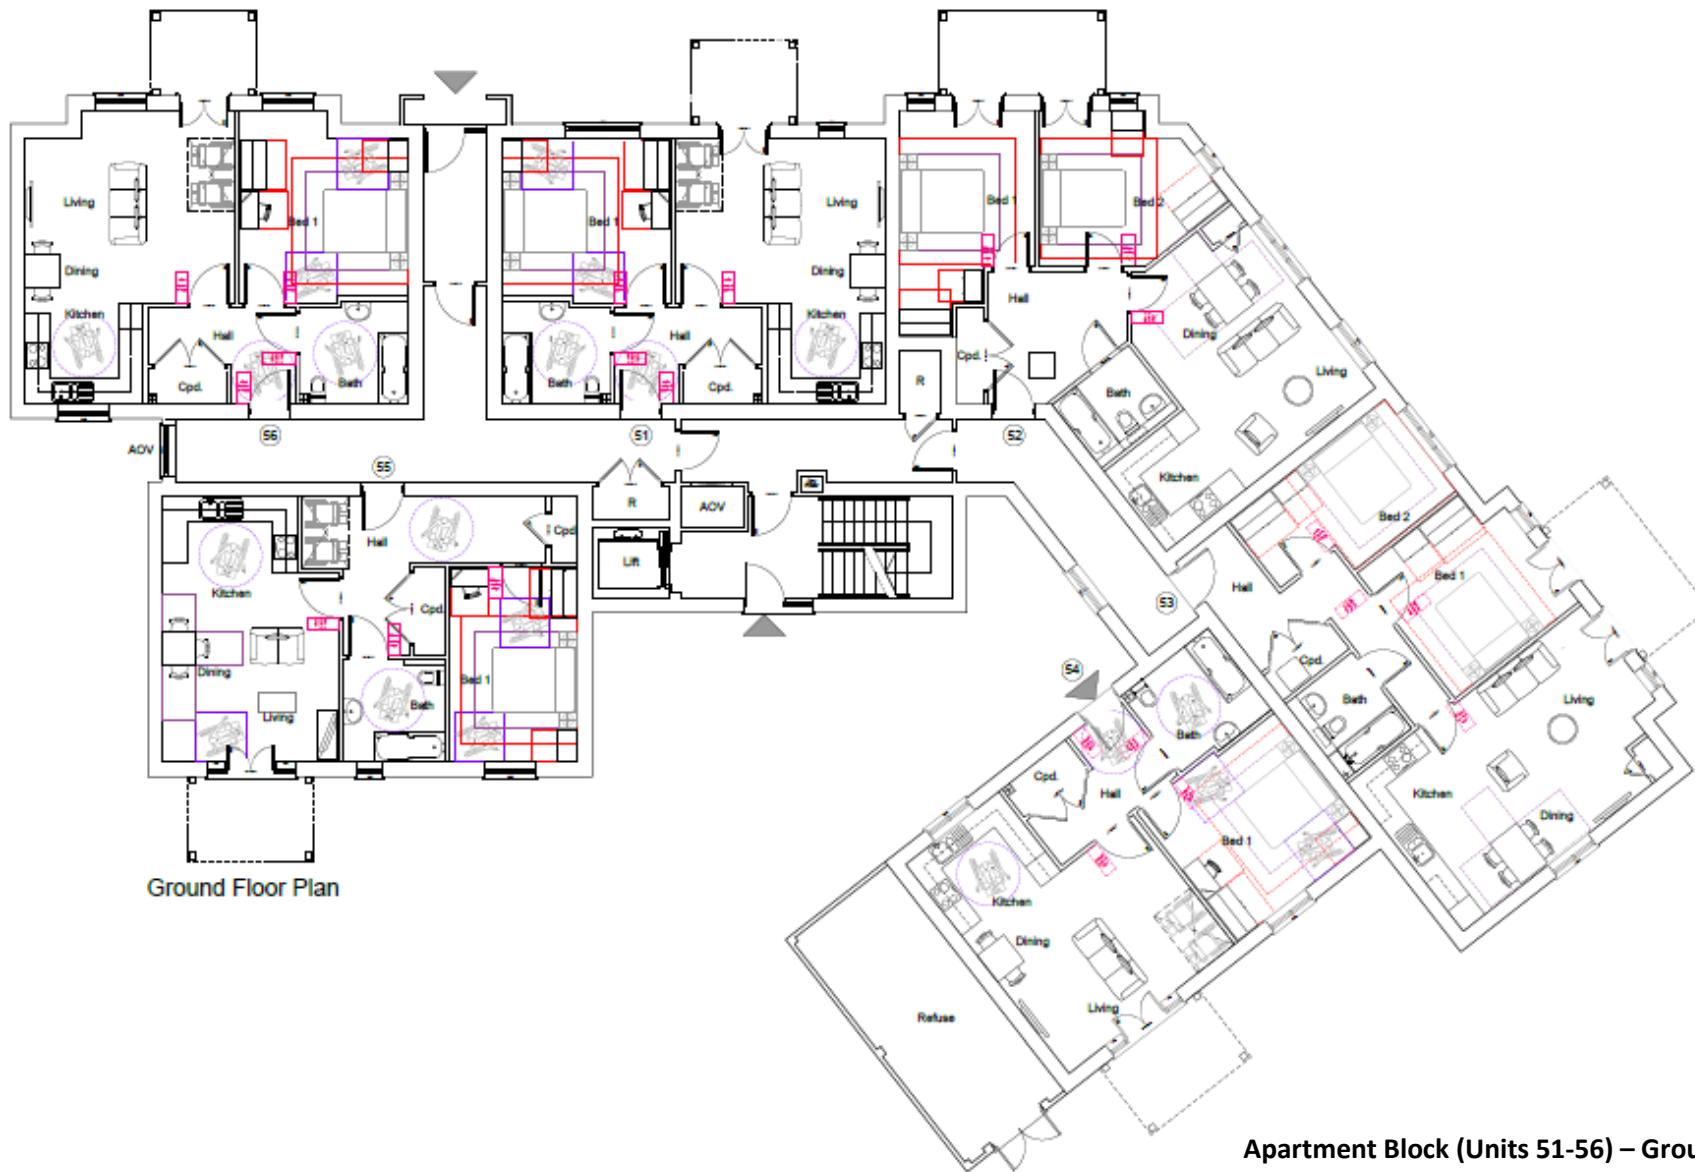 Living
Dining
Kitchen
Hall
Cpd.
Bath
Bed 1
56
Bed 1
Bath
Hall
Cpd.
Living
Dining
Kitchen
51
R
Bed 1
Bed 2
Hall
Cpd.
Bath
Dining
Living
Kitchen
52
AOV
55
R
AOV
Lift
Kitchen
Hall
Cpd
Cpd.
Dining
Living
Bath
Bed 1
Bed 2
Bed 1
Hall
53
Cpd.
Bath
Living
Kitchen
Dining
54
Bath
Cpd.
Hall
Bed 1
Kitchen
Dining
Living
Refuse
Ground Floor Plan
Apartment Block (Units 51-56) – Grou